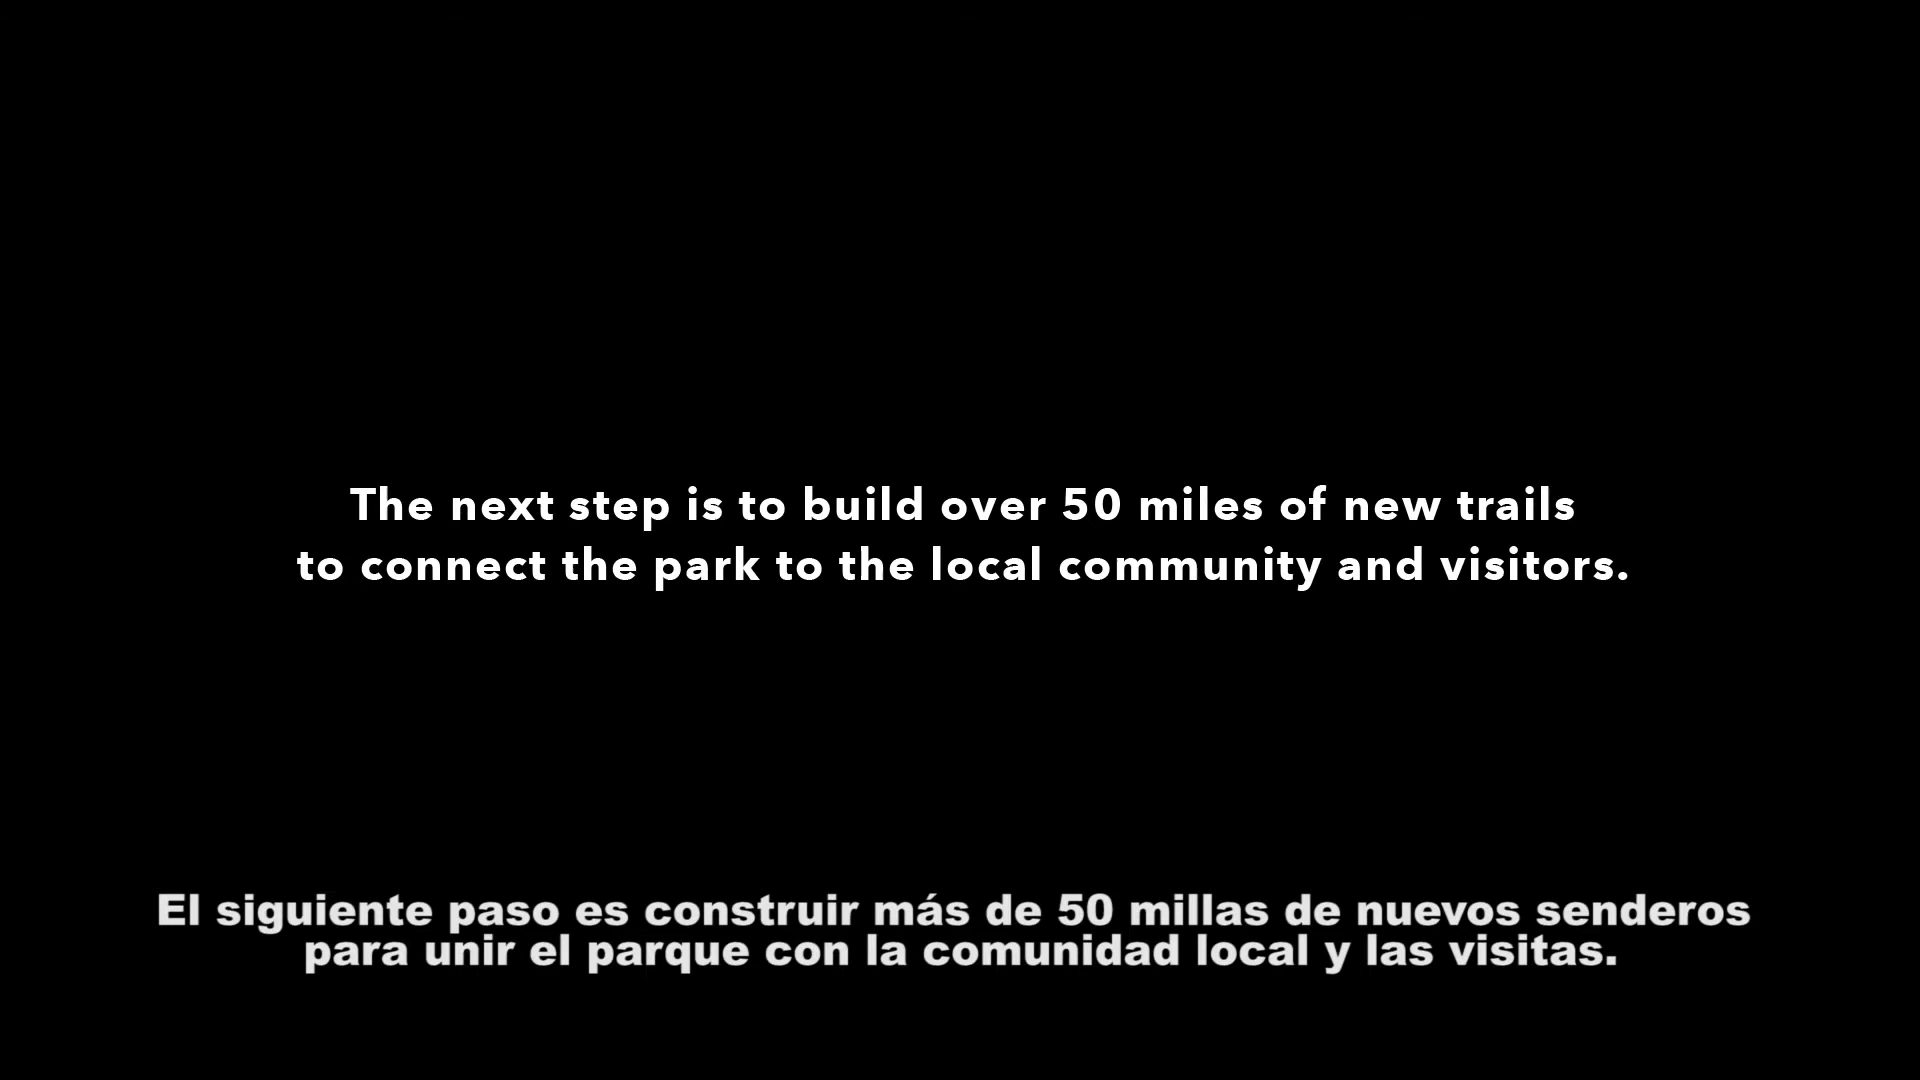 The next step is to build over 50 miles of new trails
to connect the park to the local community and visitors.
El siguiente paso es construir más de 50 millas de nuevos senderos
para unir el parque con la comunidad local y las visitas.